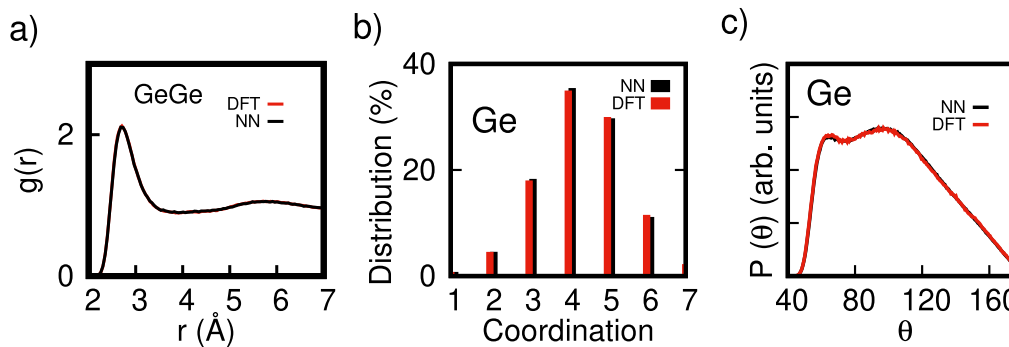 a)
GeGe
DFT
NN
2
0
g(r)
2 3 4 5 6 7
r (Å)
b)
40
20
0
Distribution (%)
Ge
NN
DFT
1 2 3 4 5 6 7
Coordination
c)
Ge
NN
DFT
P (θ) (arb. units)
40 80 120 160
θ